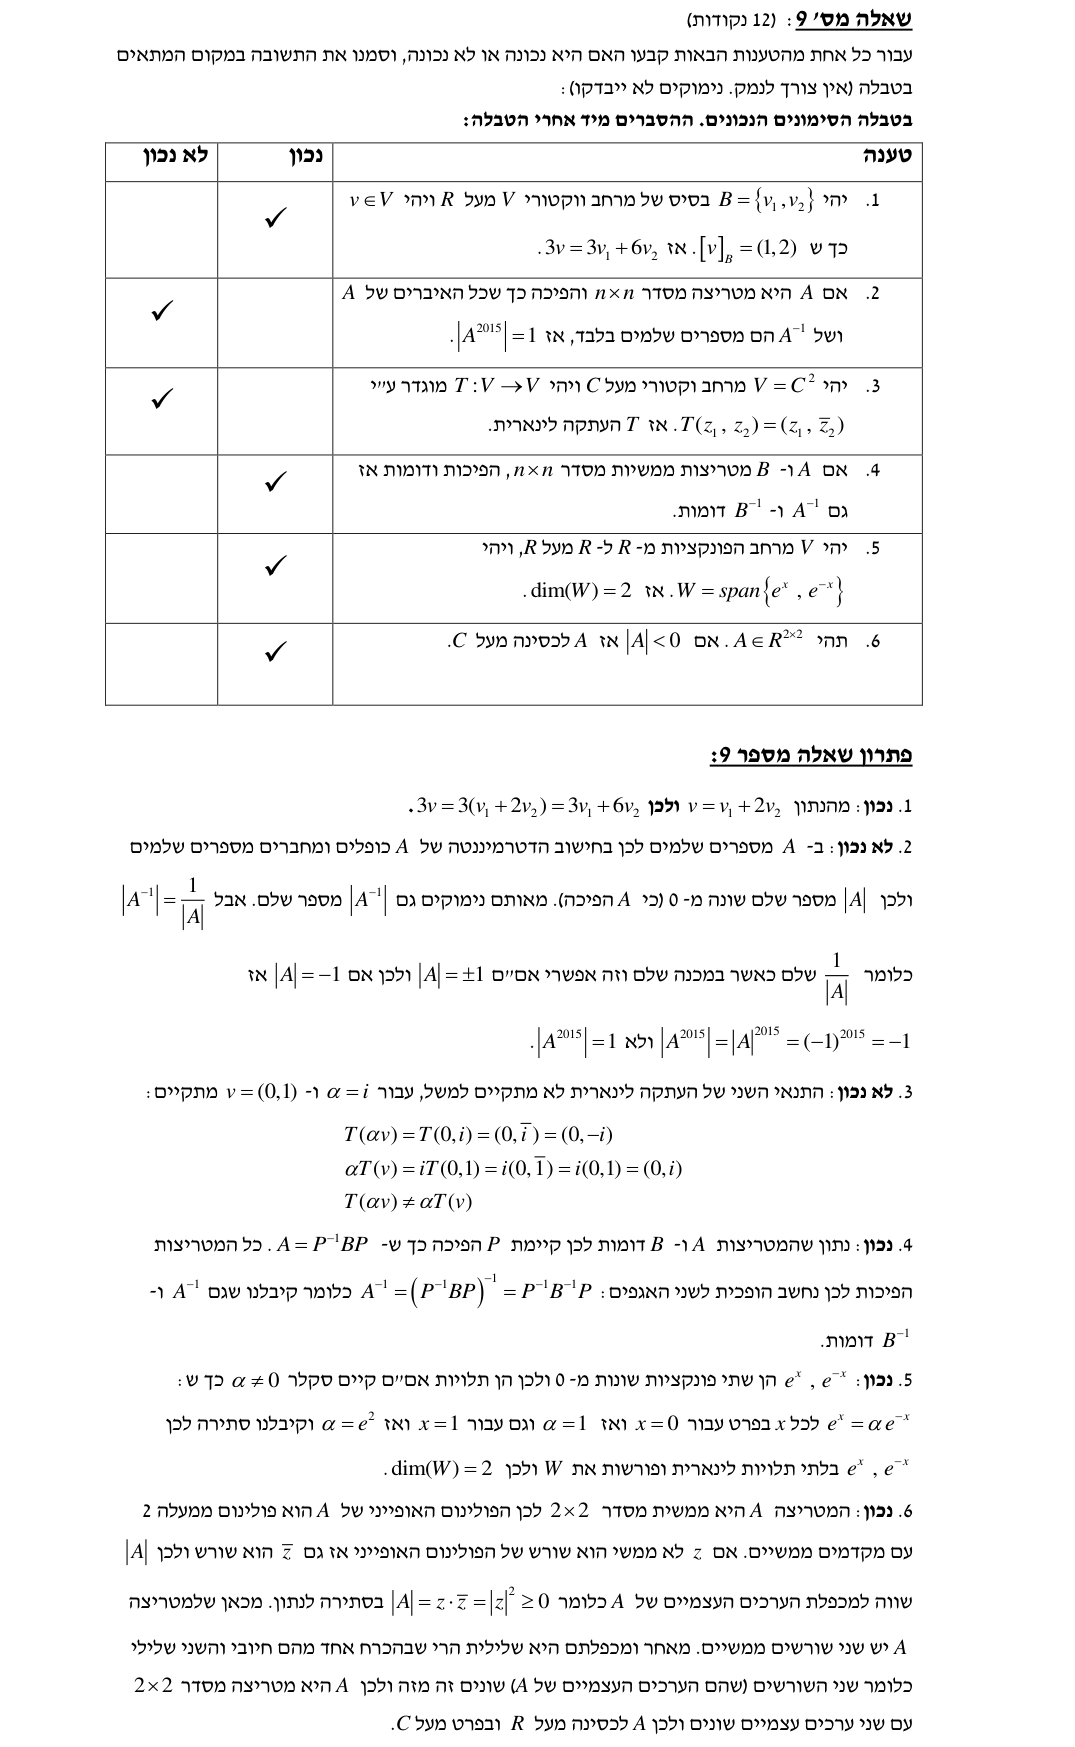 שאלה מס׳ 9: (12 נקודות)
עבור כל אחת מהטענות הבאות קבעו האם היא נכונה או לא נכונה, וסמנו את התשובה במקום המתאים
בטבלה (אין צורך לנמק. נימוקים לא ייבדקו):
בטבלה הסימונים הנכונים. ההסברים מיד אחרי הטבלה:
טענה נכון לא נכון
1. יהי B = {v₁, v₂} בסיס של מרחב ווקטורי V מעל R ויהי v ∈ V
כך ש [v]_B = (1, 2). אז 3v = 3v₁ + 6v₂. ✓
2. אם A היא מטריצה מסדר n×n והפיכה כך שכל האיברים של A
ושל A⁻¹ הם מספרים שלמים בלבד, אז |A²⁰¹⁵| = 1. ✓
3. יהי V = C² מרחב וקטורי מעל C ויהי T : V → V מוגדר ע״י
T(z₁, z₂) = (z₁, z̅₂). אז T העתקה לינארית. ✓
4. אם A ו- B מטריצות ממשיות מסדר n×n, הפיכות ודומות אז
גם A⁻¹ ו- B⁻¹ דומות. ✓
5. יהי V מרחב הפונקציות מ- R ל- R מעל R, ויהי
W = span{eˣ, e⁻ˣ}. אז dim(W) = 2. ✓
6. תהי A ∈ R²ˣ². אם |A| < 0 אז A לכסינה מעל C. ✓
פתרון שאלה מספר 9:
1. נכון: מהנתון v = v₁ + 2v₂ ולכן 3v = 3(v₁ + 2v₂) = 3v₁ + 6v₂.
2. לא נכון: ב- A מספרים שלמים לכן בחישוב הדטרמיננטה של A כופלים ומחברים מספרים שלמים
ולכן |A| מספר שלם שונה מ- 0 (כי A הפיכה). מאותם נימוקים גם |A⁻¹| מספר שלם. אבל |A⁻¹| = 1/|A|
כלומר 1/|A| שלם כאשר במכנה שלם וזה אפשרי אם״ם |A| = ±1 ולכן אם |A| = −1 אז
|A²⁰¹⁵| = |A|²⁰¹⁵ = (−1)²⁰¹⁵ = −1 ולא |A²⁰¹⁵| = 1.
3. לא נכון: התנאי השני של העתקה לינארית לא מתקיים למשל, עבור α = i ו- v = (0,1) מתקיים:
T(αv) = T(0, i) = (0, i̅) = (0, −i)
αT(v) = iT(0,1) = i(0, 1̅) = i(0,1) = (0, i)
T(αv) ≠ αT(v)
4. נכון: נתון שהמטריצות A ו- B דומות לכן קיימת P הפיכה כך ש- A = P⁻¹BP. כל המטריצות
הפיכות לכן נחשב הופכית לשני האגפים: A⁻¹ = (P⁻¹BP)⁻¹ = P⁻¹B⁻¹P כלומר קיבלנו שגם A⁻¹ ו-
B⁻¹ דומות.
5. נכון: eˣ, e⁻ˣ הן שתי פונקציות שונות מ- 0 ולכן הן תלויות אם״ם קיים סקלר α ≠ 0 כך ש:
eˣ = αe⁻ˣ לכל x בפרט עבור x = 0 ואז α = 1 וגם עבור x = 1 ואז α = e² וקיבלנו סתירה לכן
eˣ, e⁻ˣ בלתי תלויות לינארית ופורשות את W ולכן dim(W) = 2.
6. נכון: המטריצה A היא ממשית מסדר 2×2 לכן הפולינום האופייני של A הוא פולינום ממעלה 2
עם מקדמים ממשיים. אם z לא ממשי הוא שורש של הפולינום האופייני אז גם z̅ הוא שורש ולכן |A|
שווה למכפלת הערכים העצמיים של A כלומר |A| = z·z̅ = |z|² ≥ 0 בסתירה לנתון. מכאן שלמטריצה
A יש שני שורשים ממשיים. מאחר ומכפלתם היא שלילית הרי שבהכרח אחד מהם חיובי והשני שלילי
כלומר שני השורשים (שהם הערכים העצמיים של A) שונים זה מזה ולכן A היא מטריצה מסדר 2×2
עם שני ערכים עצמיים שונים ולכן A לכסינה מעל R ובפרט מעל C.